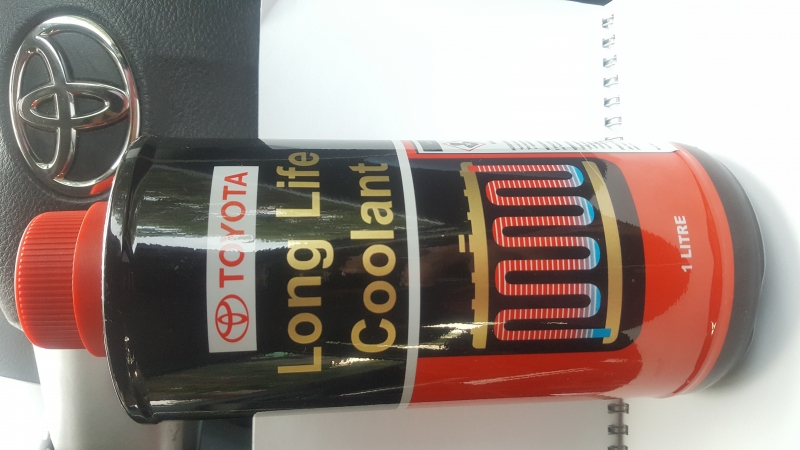 TOYOTA
Long Life
Coolant
1 LITRE